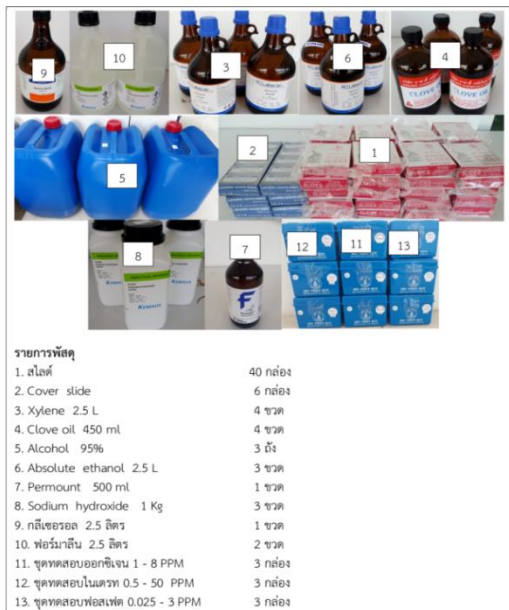 9
10
3
6
4
CLOVE OIL
5
2
1
8
7
12
11
13
รายการพัสดุ
1. สไลด์ 40 กล่อง
2. Cover slide 6 กล่อง
3. Xylene 2.5 L 4 ขวด
4. Clove oil 450 ml 4 ขวด
5. Alcohol 95% 3 ถัง
6. Absolute ethanol 2.5 L 3 ขวด
7. Permount 500 ml 1 ขวด
8. Sodium hydroxide 1 Kg 3 ขวด
9. กลีเซอรอล 2.5 ลิตร 1 ขวด
10. ฟอร์มาลีน 2.5 ลิตร 2 ขวด
11. ชุดทดสอบออกซิเจน 1 - 8 PPM 3 กล่อง
12. ชุดทดสอบไนเตรท 0.5 - 50 PPM 3 กล่อง
13. ชุดทดสอบฟอสเฟต 0.025 - 3 PPM 3 กล่อง